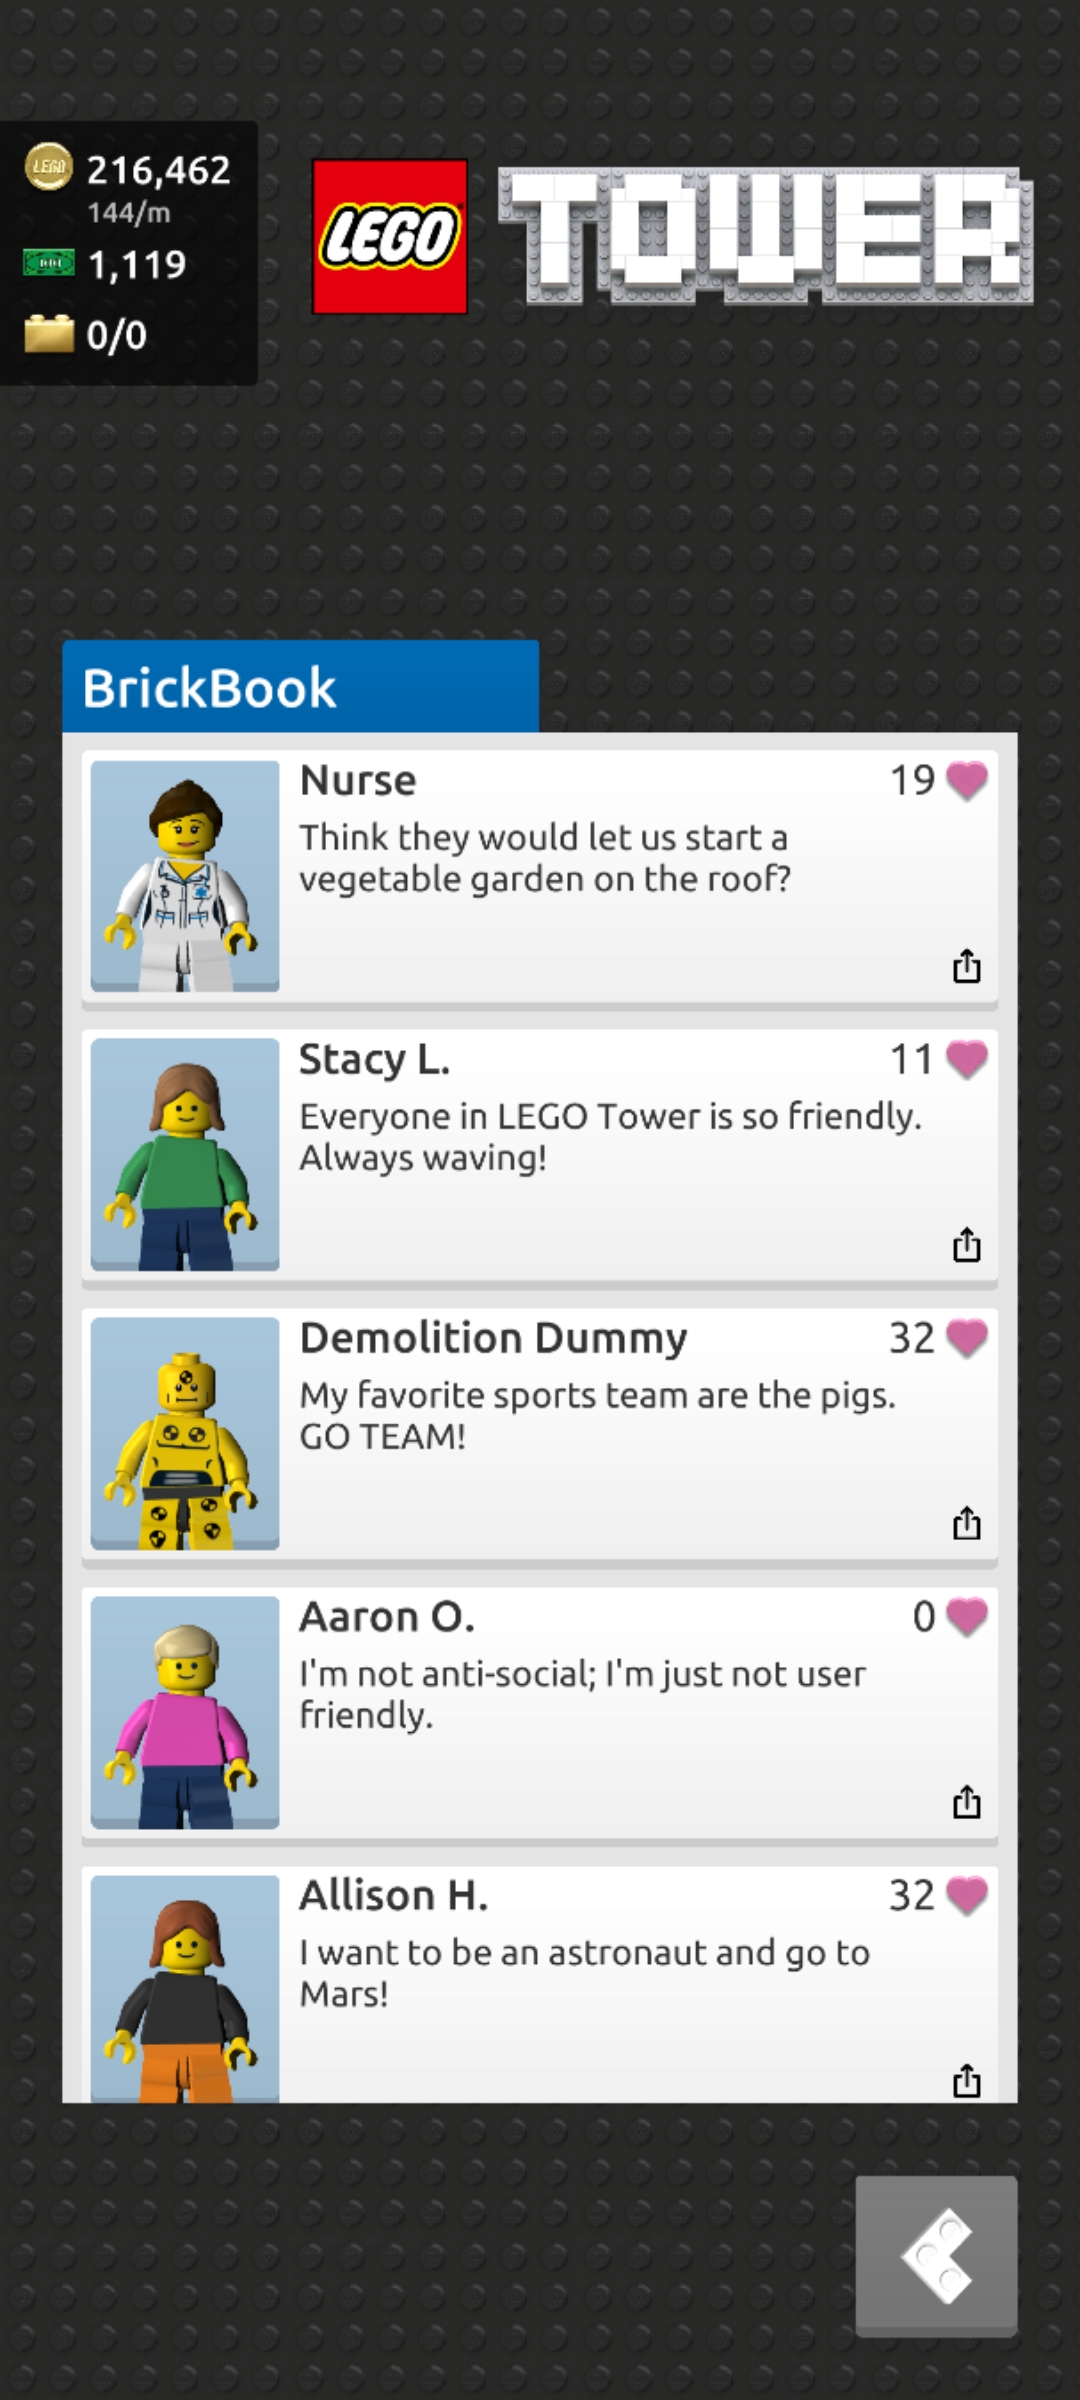 LEGO
216,462
144/m
1,119
0/0
LEGO
TOWER
BrickBook
Nurse
19
Think they would let us start a
vegetable garden on the roof?
Stacy L.
11
Everyone in LEGO Tower is so friendly.
Always waving!
Demolition Dummy
32
My favorite sports team are the pigs.
GO TEAM!
Aaron O.
0
I'm not anti-social; I'm just not user
friendly.
Allison H.
32
I want to be an astronaut and go to
Mars!